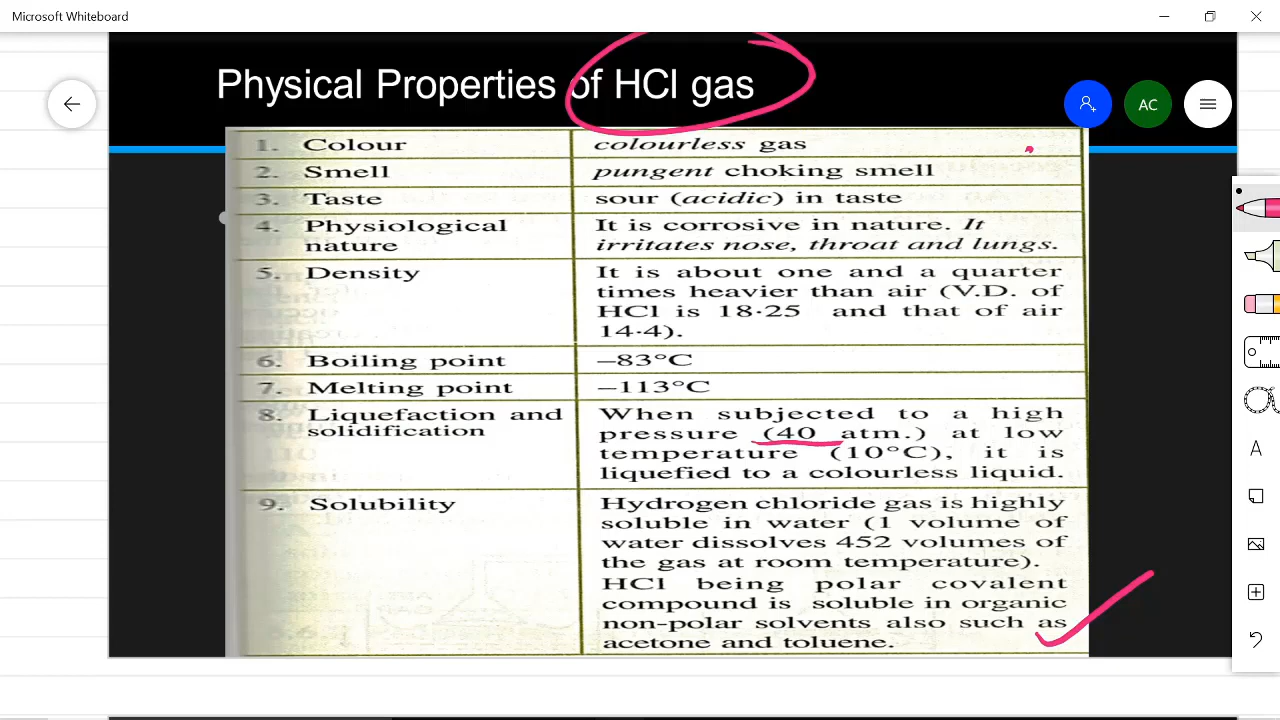 Microsoft Whiteboard
Physical Properties of HCl gas
AC
1. Colour
colourless gas
2. Smell
pungent choking smell
3. Taste
sour (acidic) in taste
4. Physiological
nature
It is corrosive in nature. It
irritates nose, throat and lungs.
5. Density
It is about one and a quarter
times heavier than air (V.D. of
HCl is 18·25 and that of air
14·4).
6. Boiling point
–83°C
7. Melting point
–113°C
8. Liquefaction and
solidification
When subjected to a high
pressure (40 atm.) at low
temperature (10°C), it is
liquefied to a colourless liquid.
9. Solubility
Hydrogen chloride gas is highly
soluble in water (1 volume of
water dissolves 452 volumes of
the gas at room temperature).
HCl being polar covalent
compound is soluble in organic
non-polar solvents also such as
acetone and toluene.
A